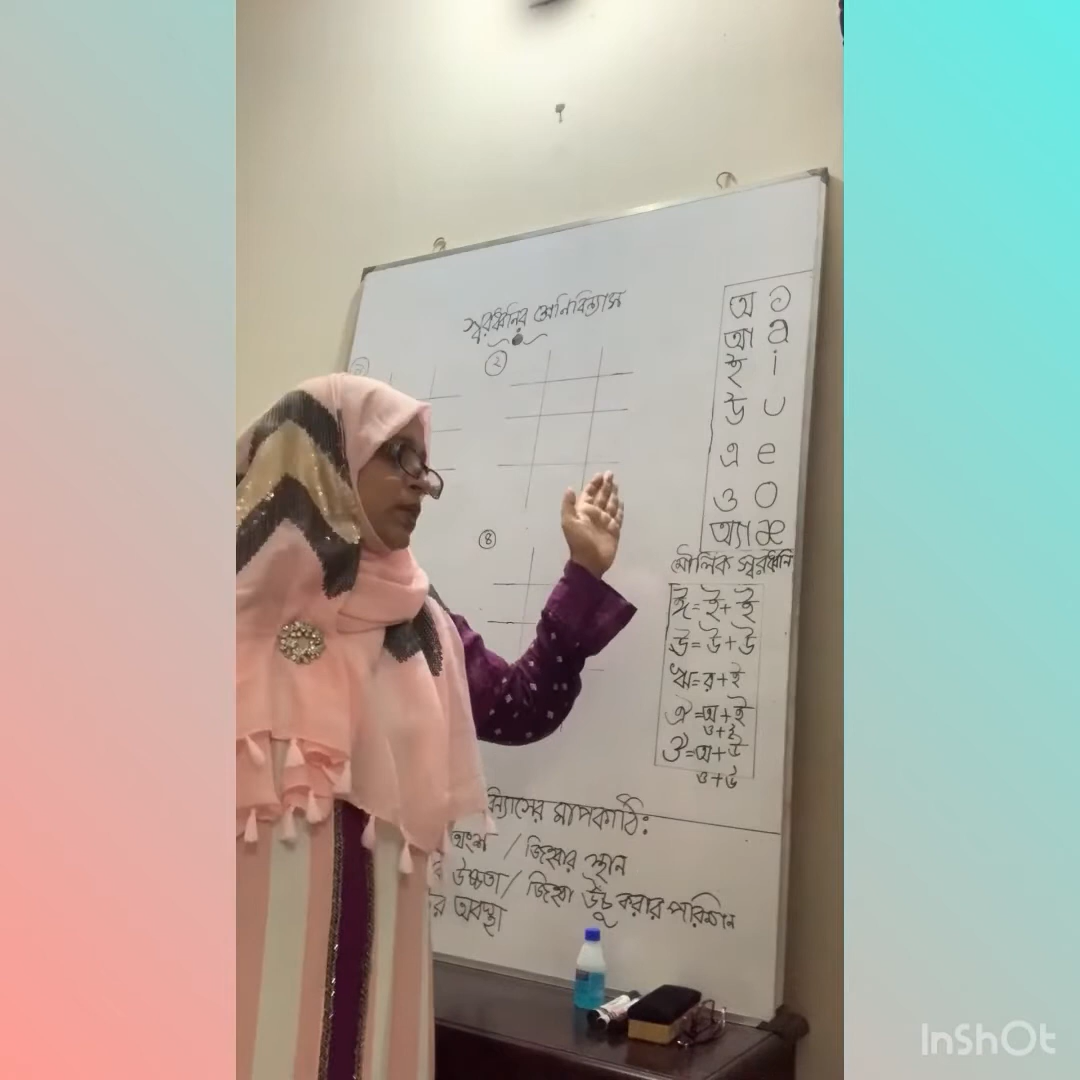 স্বরধ্বনির শ্রেনিবিন্যাস
২
৪
অ ɔ
আ a
ই i
উ u
এ e
ও o
অ্যা æ
মৌলিক স্বরধ্বনি
ঈ=ই+ই
ঊ=উ+উ
ঋ=র+ই
ঐ=অ+ই
ও+ই
ঔ=অ+উ
ও+উ
মাপকাঠি:
অংশ / জিহ্বার স্থান
উচ্চতা/ জিহ্বা উঁচু করার পরিমান
অবস্থা
InShOt